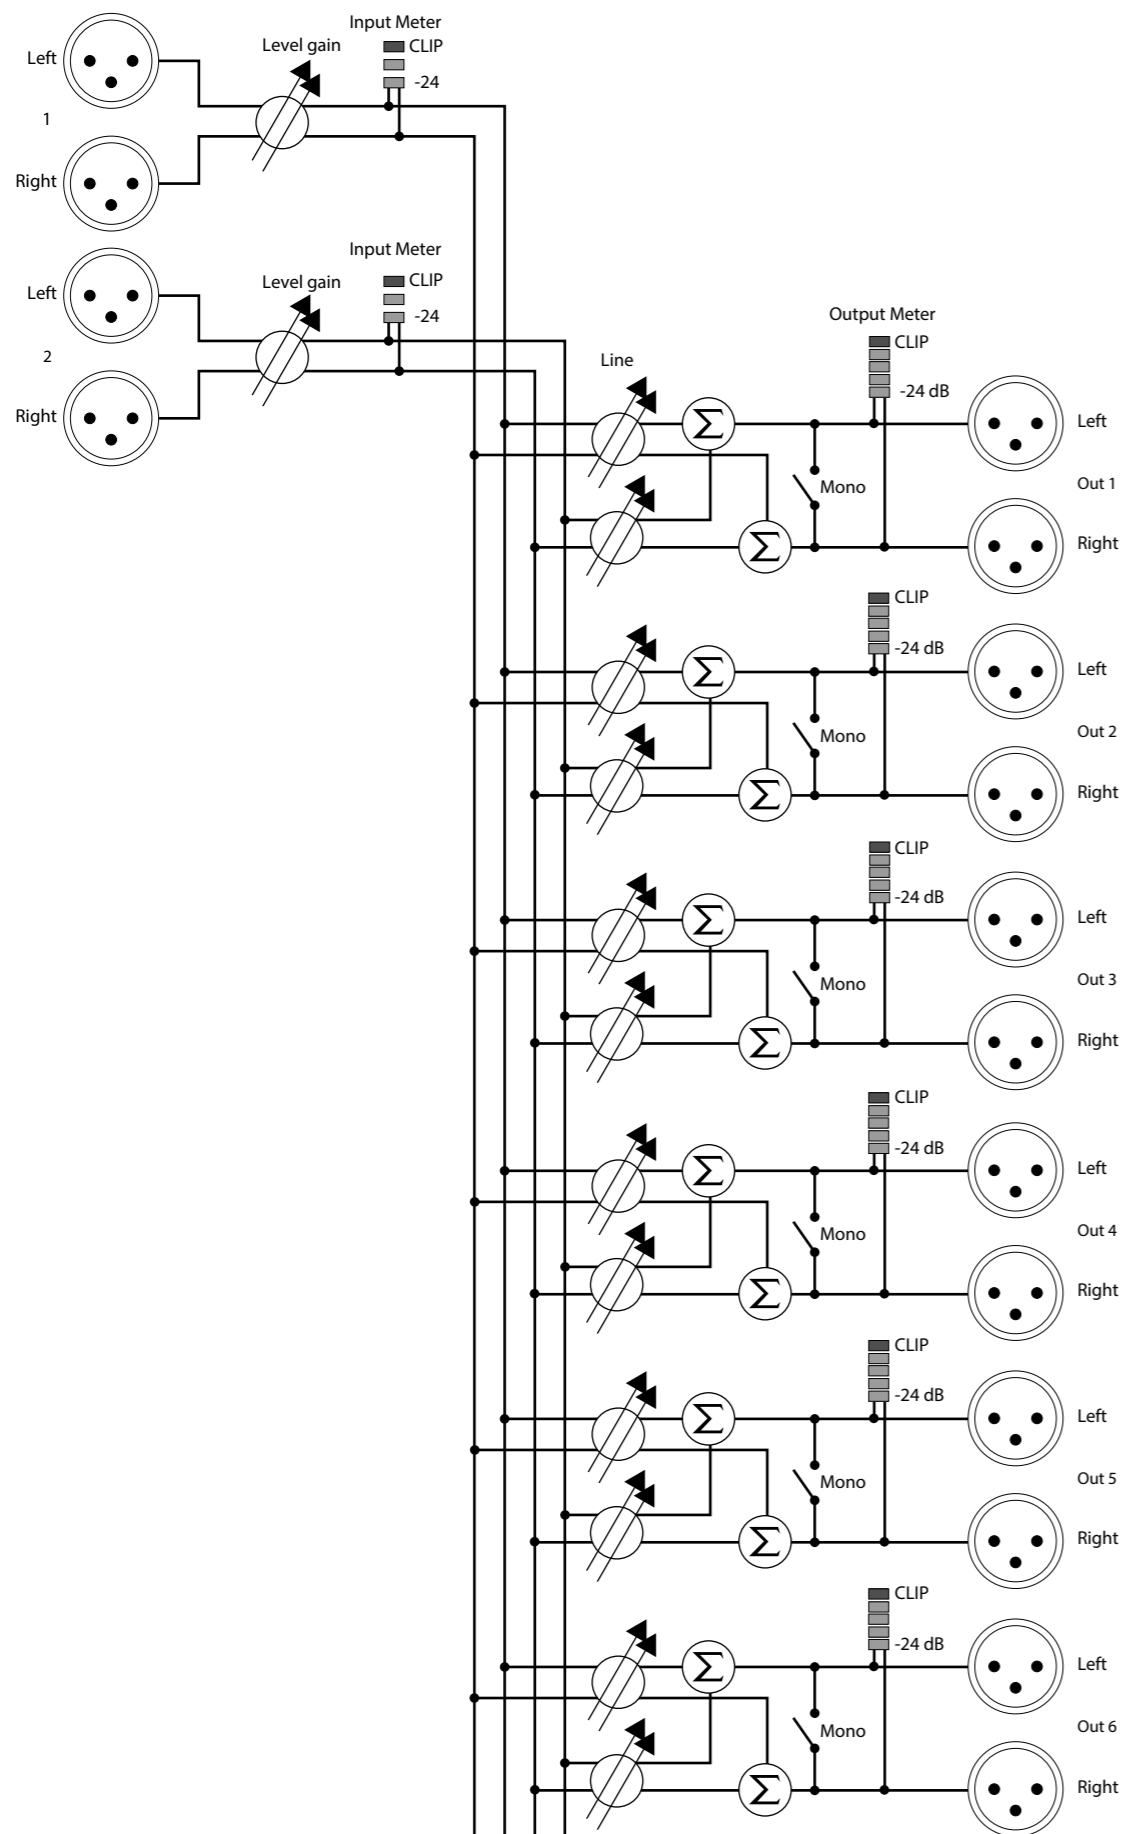 Input Meter
Level gain
CLIP
Left
-24
1
Right
Input Meter
Level gain
CLIP
Left
-24
2
Right
Output Meter
CLIP
Line
-24 dB
Left
Mono
Out 1
Right
CLIP
-24 dB
Left
Mono
Out 2
Right
CLIP
-24 dB
Left
Mono
Out 3
Right
CLIP
-24 dB
Left
Mono
Out 4
Right
CLIP
-24 dB
Left
Mono
Out 5
Right
CLIP
-24 dB
Left
Mono
Out 6
Right
Σ
Σ
Σ
Σ
Σ
Σ
Σ
Σ
Σ
Σ
Σ
Σ